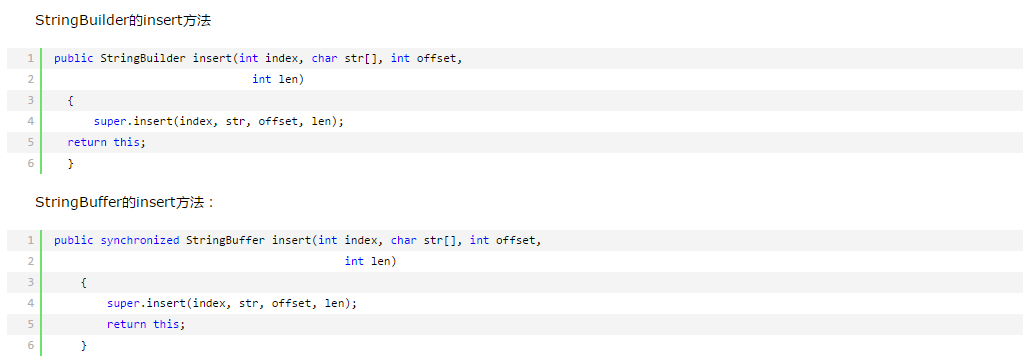 StringBuilder的insert方法
1 public StringBuilder insert(int index, char str[], int offset,
2 int len)
3 {
4 super.insert(index, str, offset, len);
5 return this;
6 }
StringBuffer的insert方法：
1 public synchronized StringBuffer insert(int index, char str[], int offset,
2 int len)
3 {
4 super.insert(index, str, offset, len);
5 return this;
6 }